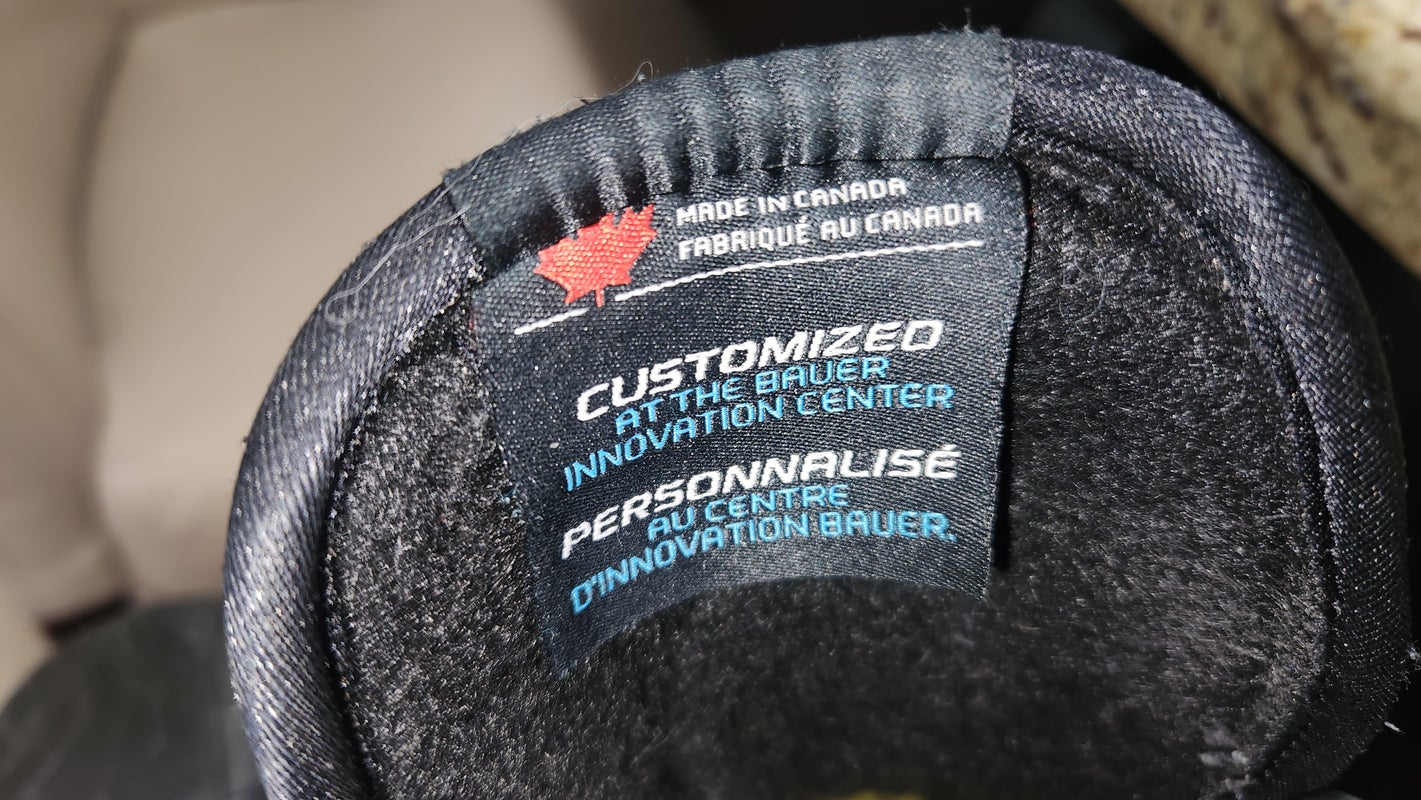 MADE IN CANADA
FABRIQUÉ AU CANADA
CUSTOMIZED
AT THE BAUER
INNOVATION CENTER
PERSONNALISÉ
AU CENTRE
D'INNOVATION BAUER.